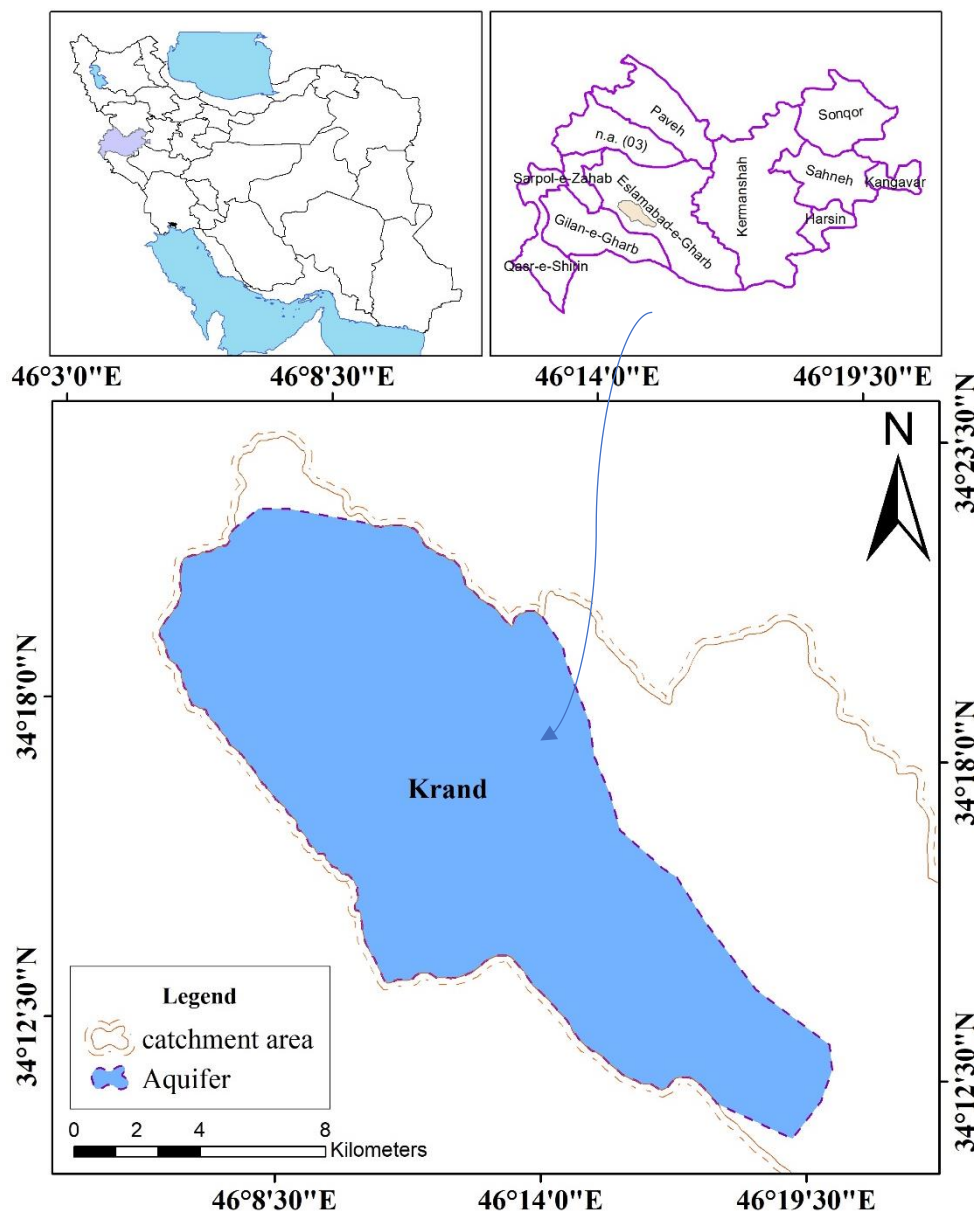 Paveh
Sonqor
n.a. (03)
Sarpol-e-Zahab
Eslamabad-e-Gharb
Kermanshah
Sahneh
Kangavar
Harsin
Gilan-e-Gharb
Qasr-e-Shirin
46°3'0"E
46°8'30"E
46°14'0"E
46°19'30"E
N
34°23'30"N
34°18'0"N
34°18'0"N
Krand
34°12'30"N
34°12'30"N
Legend
catchment area
Aquifer
0 2 4 8
Kilometers
46°8'30"E
46°14'0"E
46°19'30"E